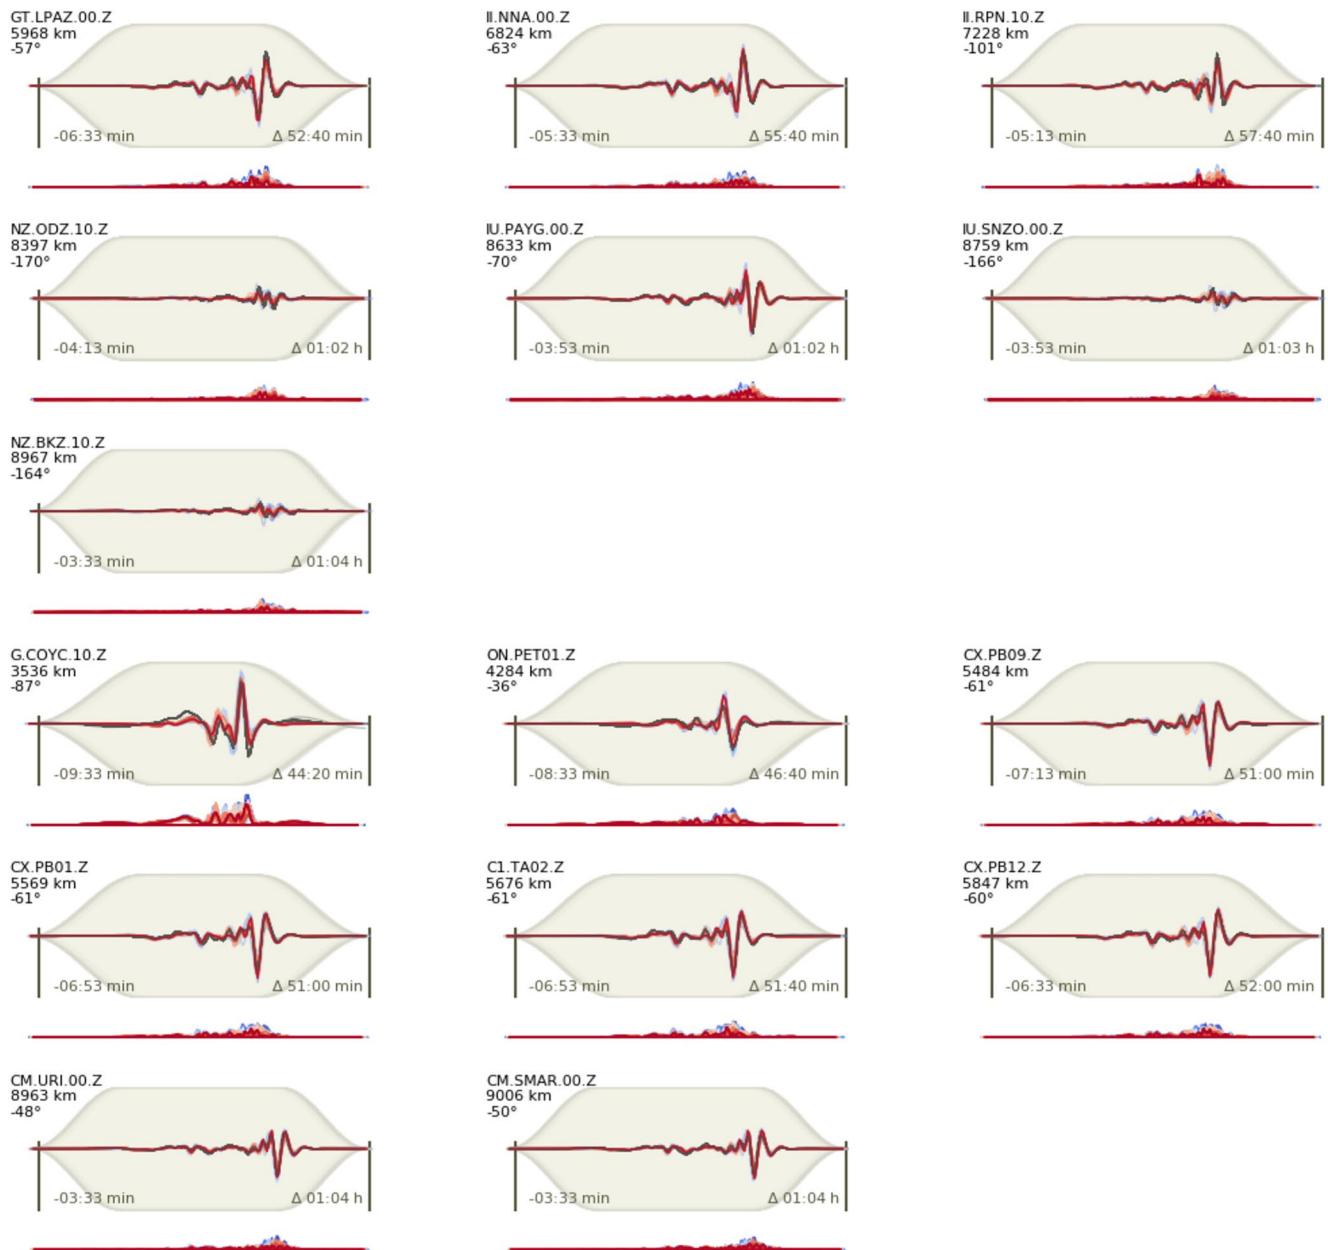 GT.LPAZ.00.Z
5968 km
-57°
-06:33 min
Δ 52:40 min
II.NNA.00.Z
6824 km
-63°
-05:33 min
Δ 55:40 min
II.RPN.10.Z
7228 km
-101°
-05:13 min
Δ 57:40 min
NZ.ODZ.10.Z
8397 km
-170°
-04:13 min
Δ 01:02 h
IU.PAYG.00.Z
8633 km
-70°
-03:53 min
Δ 01:02 h
IU.SNZO.00.Z
8759 km
-166°
-03:53 min
Δ 01:03 h
NZ.BKZ.10.Z
8967 km
-164°
-03:33 min
Δ 01:04 h
G.COYC.10.Z
3536 km
-87°
-09:33 min
Δ 44:20 min
ON.PET01.Z
4284 km
-36°
-08:33 min
Δ 46:40 min
CX.PB09.Z
5484 km
-61°
-07:13 min
Δ 51:00 min
CX.PB01.Z
5569 km
-61°
-06:53 min
Δ 51:00 min
C1.TA02.Z
5676 km
-61°
-06:53 min
Δ 51:40 min
CX.PB12.Z
5847 km
-60°
-06:33 min
Δ 52:00 min
CM.URI.00.Z
8963 km
-48°
-03:33 min
Δ 01:04 h
CM.SMAR.00.Z
9006 km
-50°
-03:33 min
Δ 01:04 h